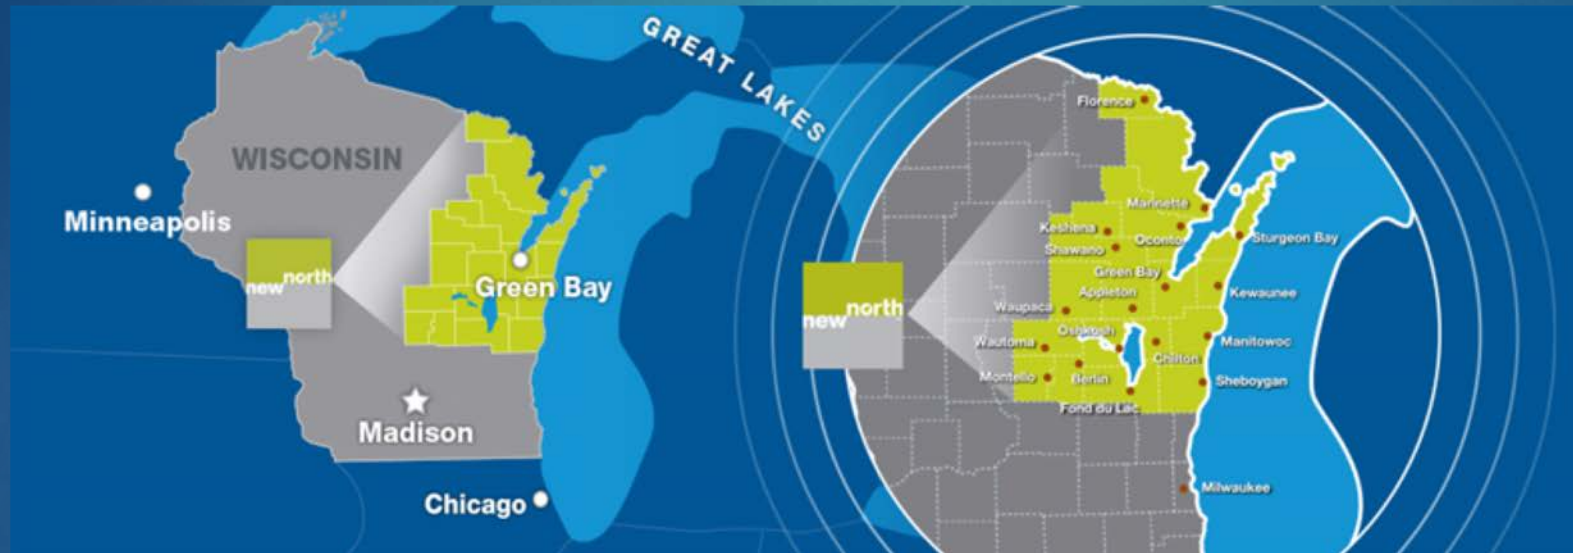 GREAT LAKES
WISCONSIN
Minneapolis
new north
Green Bay
Madison
Chicago
Florence
Marinette
Keshena
Oconto
Sturgeon Bay
Shawano
Green Bay
Appleton
Kewaunee
Waupaca
new north
Oshkosh
Wautoma
Manitowoc
Chilton
Montello
Berlin
Sheboygan
Fond du Lac
Milwaukee